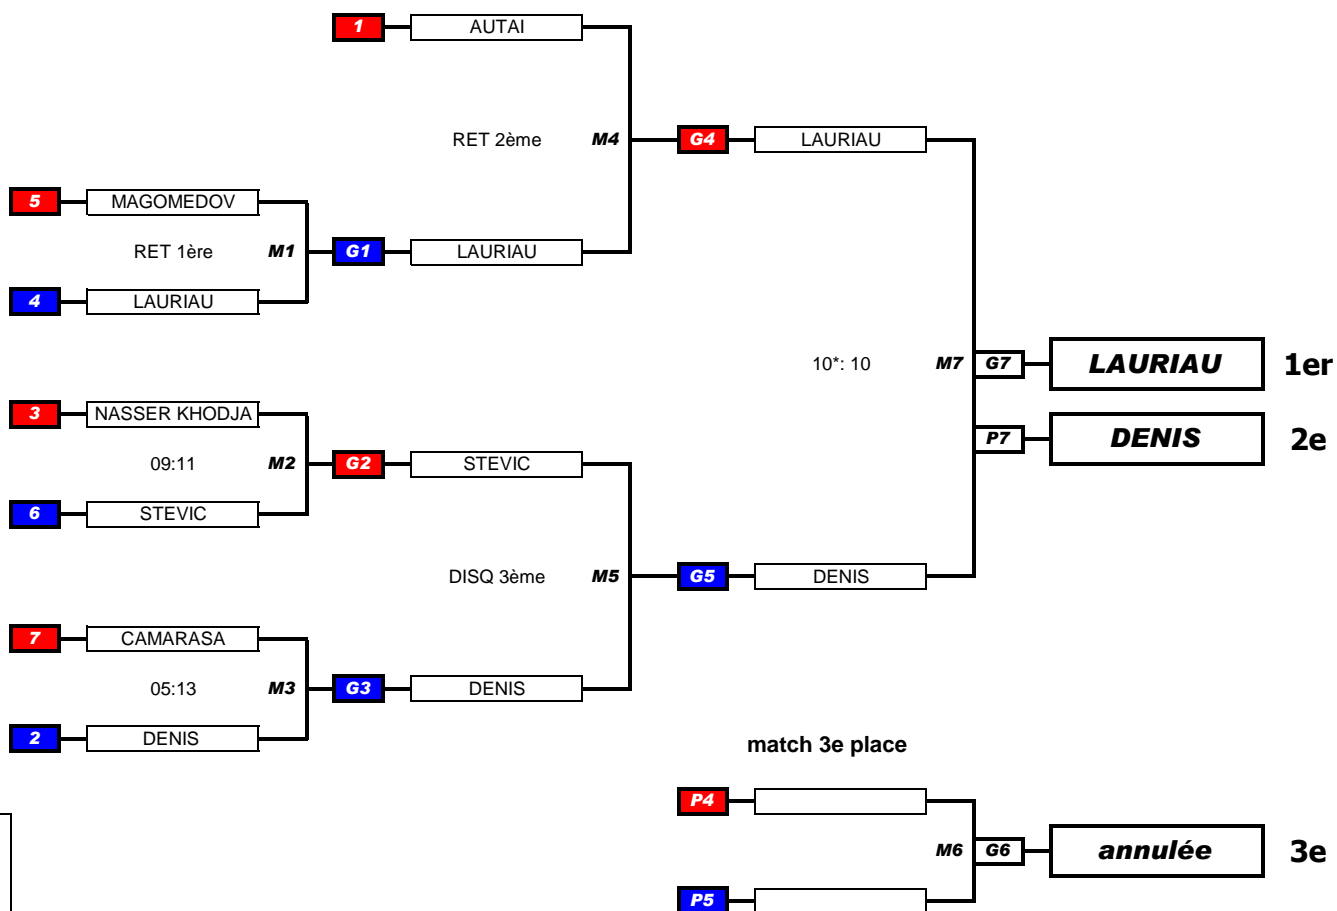 1 AUTAI
RET 2ème M4 G4 LAURIAU
5 MAGOMEDOV
RET 1ère M1 G1 LAURIAU
4 LAURIAU
10*: 10 M7 G7 LAURIAU 1er
3 NASSER KHODJA
P7 DENIS 2e
09:11 M2 G2 STEVIC
6 STEVIC
DISQ 3ème M5 G5 DENIS
7 CAMARASA
05:13 M3 G3 DENIS
2 DENIS
match 3e place
P4
M6 G6 annulée 3e
P5